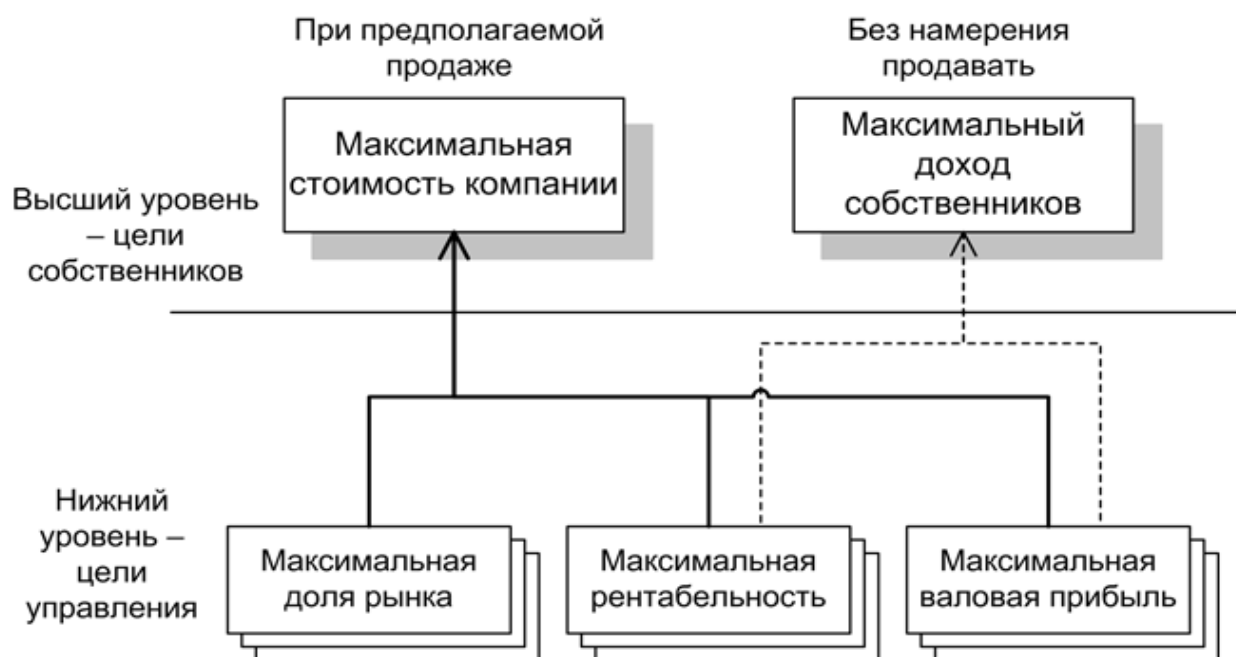 При предполагаемой
продаже
Без намерения
продавать
Максимальная
стоимость компании
Максимальный
доход
собственников
Высший уровень
– цели
собственников
Нижний
уровень –
цели
управления
Максимальная
доля рынка
Максимальная
рентабельность
Максимальная
валовая прибыль